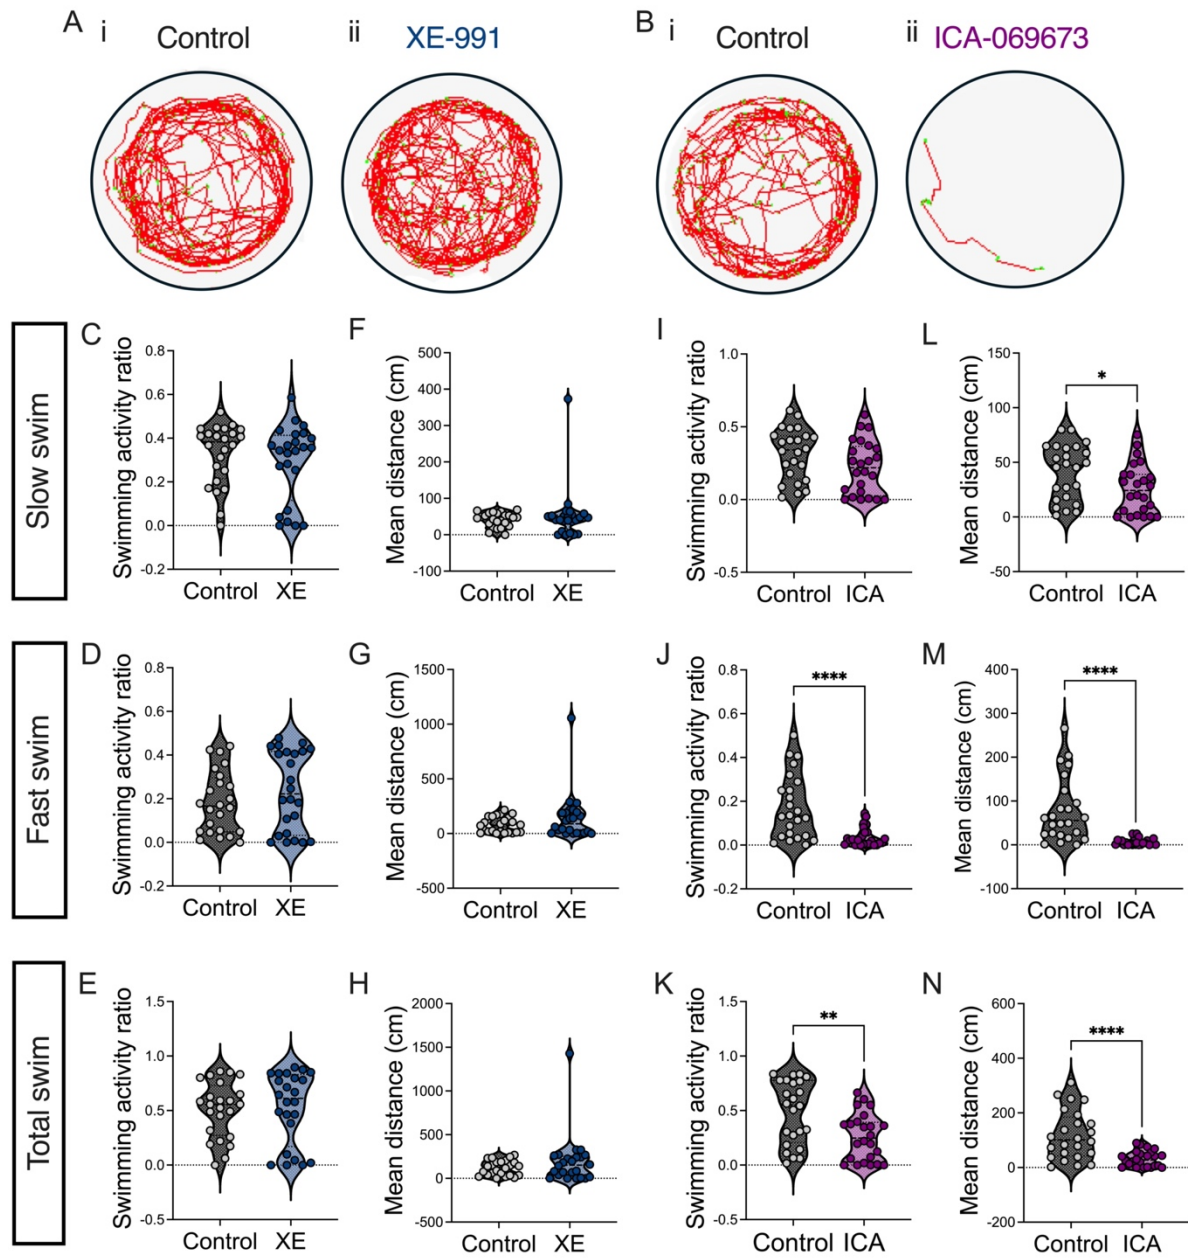 A i Control ii XE-991 B i Control ii ICA-069673
Slow swim
C
Swimming activity ratio
0.8
0.6
0.4
0.2
0.0
-0.2
Control XE
F
Mean distance (cm)
500
400
300
200
100
0
-100
Control XE
I
Swimming activity ratio
1.0
0.5
0.0
-0.5
Control ICA
L
Mean distance (cm)
150
100
50
0
-50
*
Control ICA
Fast swim
D
Swimming activity ratio
0.8
0.6
0.4
0.2
0.0
-0.2
Control XE
G
Mean distance (cm)
1500
1000
500
0
-500
Control XE
J
Swimming activity ratio
0.8
0.6
0.4
0.2
0.0
-0.2
****
Control ICA
M
Mean distance (cm)
400
300
200
100
0
-100
****
Control ICA
Total swim
E
Swimming activity ratio
1.5
1.0
0.5
0.0
-0.5
Control XE
H
Mean distance (cm)
2000
1500
1000
500
0
-500
Control XE
K
Swimming activity ratio
1.5
1.0
0.5
0.0
-0.5
**
Control ICA
N
Mean distance (cm)
600
400
200
0
-200
****
Control ICA